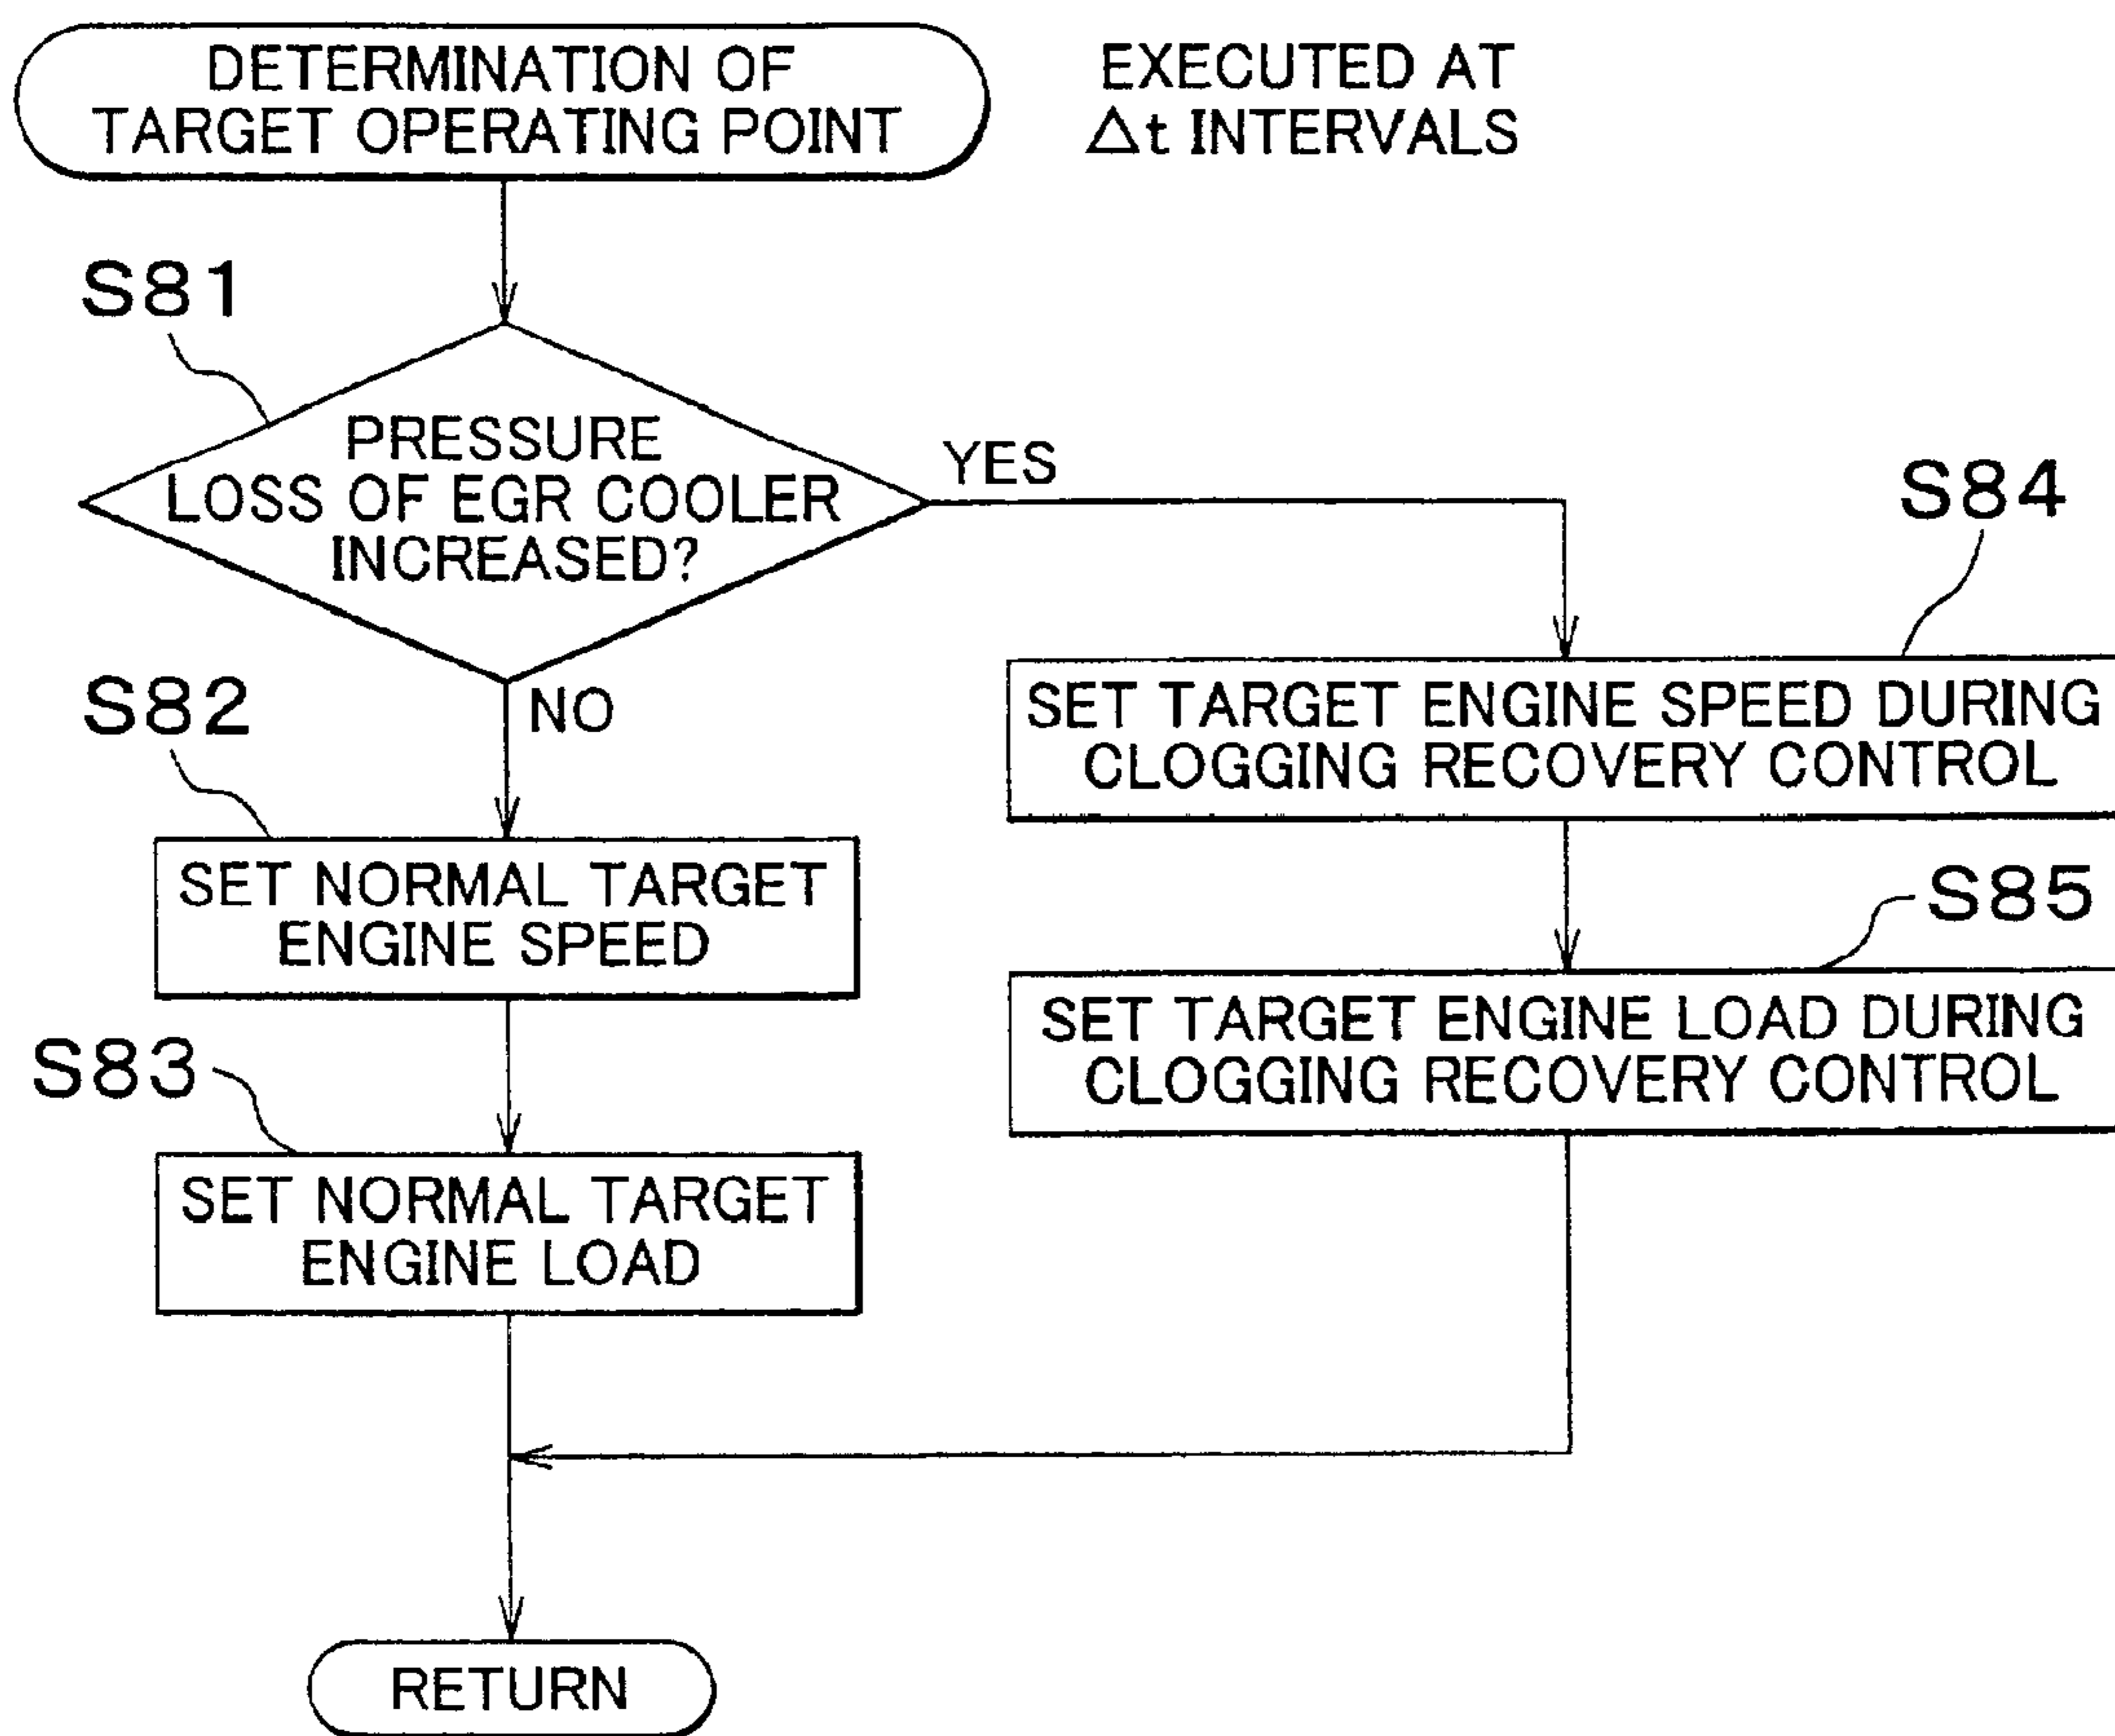 DETERMINATION OF
TARGET OPERATING POINT
EXECUTED AT
Δt INTERVALS
S81
PRESSURE
LOSS OF EGR COOLER
INCREASED?
YES
NO
S82
SET NORMAL TARGET
ENGINE SPEED
S83
SET NORMAL TARGET
ENGINE LOAD
S84
SET TARGET ENGINE SPEED DURING
CLOGGING RECOVERY CONTROL
S85
SET TARGET ENGINE LOAD DURING
CLOGGING RECOVERY CONTROL
RETURN